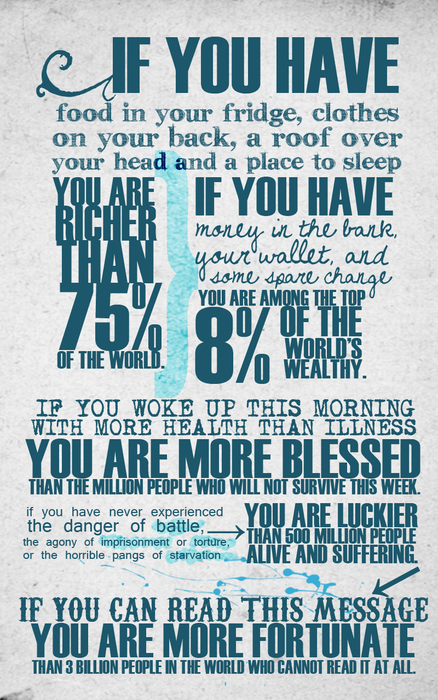 IF YOU HAVE
food in your fridge, clothes
on your back, a roof over
your head and a place to sleep
YOU ARE
RICHER
THAN
75%
OF THE WORLD.
IF YOU HAVE
money in the bank,
your wallet, and
some spare change
YOU ARE AMONG THE TOP
8% OF THE
WORLD'S
WEALTHY.
IF YOU WOKE UP THIS MORNING
WITH MORE HEALTH THAN ILLNESS
YOU ARE MORE BLESSED
THAN THE MILLION PEOPLE WHO WILL NOT SURVIVE THIS WEEK.
if you have never experienced
the danger of battle,
the agony of imprisonment or torture,
or the horrible pangs of starvation
YOU ARE LUCKIER
THAN 500 MILLION PEOPLE
ALIVE AND SUFFERING.
IF YOU CAN READ THIS MESSAGE
YOU ARE MORE FORTUNATE
THAN 3 BILLION PEOPLE IN THE WORLD WHO CANNOT READ IT AT ALL.